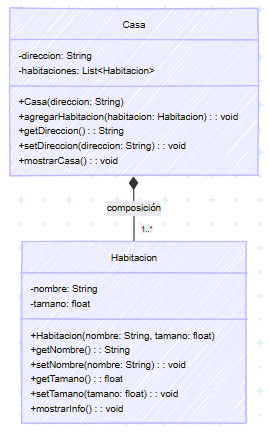 Casa
-direccion: String
-habitaciones: List<Habitacion>
+Casa(direccion: String)
+agregarHabitacion(habitacion: Habitacion) : : void
+getDireccion() : : String
+setDireccion(direccion: String) : : void
+mostrarCasa() : : void
composición
1..*
Habitacion
-nombre: String
-tamano: float
+Habitacion(nombre: String, tamano: float)
+getNombre() : : String
+setNombre(nombre: String) : : void
+getTamano() : : float
+setTamano(tamano: float) : : void
+mostrarInfo() : : void